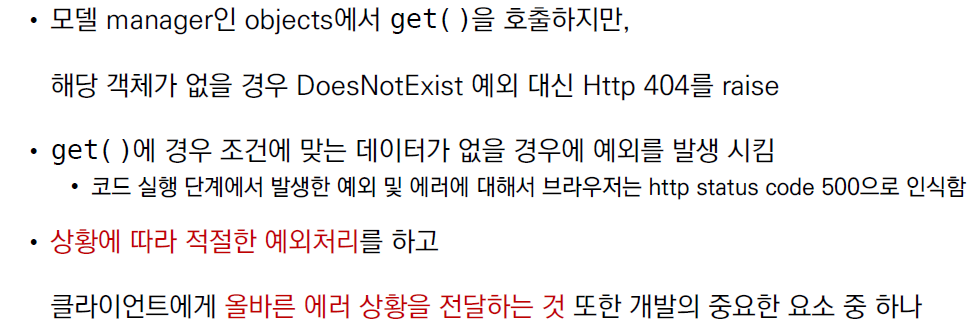 • 모델 manager인 objects에서 get()을 호출하지만,
해당 객체가 없을 경우 DoesNotExist 예외 대신 Http 404를 raise
• get()에 경우 조건에 맞는 데이터가 없을 경우에 예외를 발생 시킴
• 코드 실행 단계에서 발생한 예외 및 에러에 대해서 브라우저는 http status code 500으로 인식함
• 상황에 따라 적절한 예외처리를 하고
클라이언트에게 올바른 에러 상황을 전달하는 것 또한 개발의 중요한 요소 중 하나